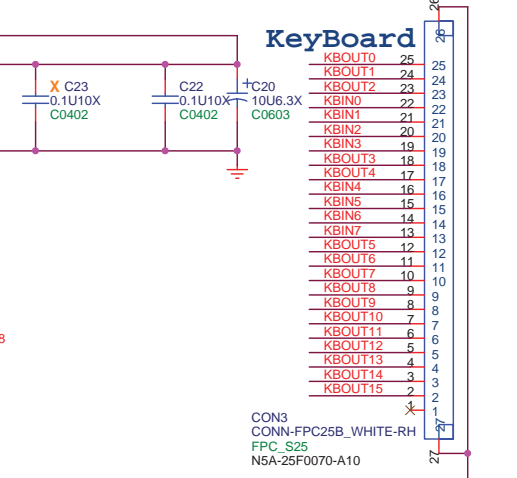 26
26
KeyBoard
KBOUT0 25 25
KBOUT1 24 24
KBOUT2 23 23
KBIN0 22 22
KBIN1 21 21
KBIN2 20 20
KBIN3 19 19
KBOUT3 18 18
KBOUT4 17 17
KBIN4 16 16
KBIN5 15 15
KBIN6 14 14
KBIN7 13 13
KBOUT5 12 12
KBOUT6 11 11
KBOUT7 10 10
KBOUT8 9 9
KBOUT9 8 8
KBOUT10 7 7
KBOUT11 6 6
KBOUT12 5 5
KBOUT13 4 4
KBOUT14 3 3
KBOUT15 2 2
1 1
27
27
X C23
0.1U10X
C0402
C22
0.1U10X
C0402
+ C20
10U6.3X
C0603
8
CON3
CONN-FPC25B_WHITE-RH
FPC_S25
N5A-25F0070-A10